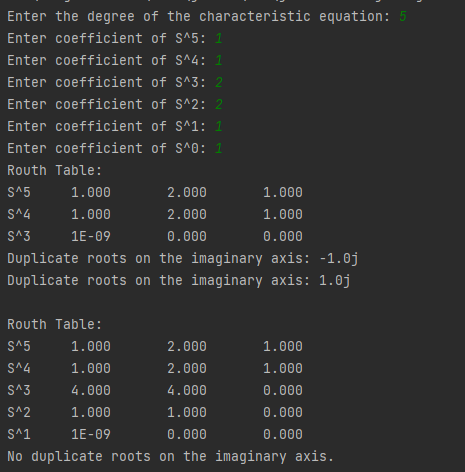 Enter the degree of the characteristic equation: 5
Enter coefficient of S^5: 1
Enter coefficient of S^4: 1
Enter coefficient of S^3: 2
Enter coefficient of S^2: 2
Enter coefficient of S^1: 1
Enter coefficient of S^0: 1
Routh Table:
S^5 1.000 2.000 1.000
S^4 1.000 2.000 1.000
S^3 1E-09 0.000 0.000
Duplicate roots on the imaginary axis: -1.0j
Duplicate roots on the imaginary axis: 1.0j
Routh Table:
S^5 1.000 2.000 1.000
S^4 1.000 2.000 1.000
S^3 4.000 4.000 0.000
S^2 1.000 1.000 0.000
S^1 1E-09 0.000 0.000
No duplicate roots on the imaginary axis.